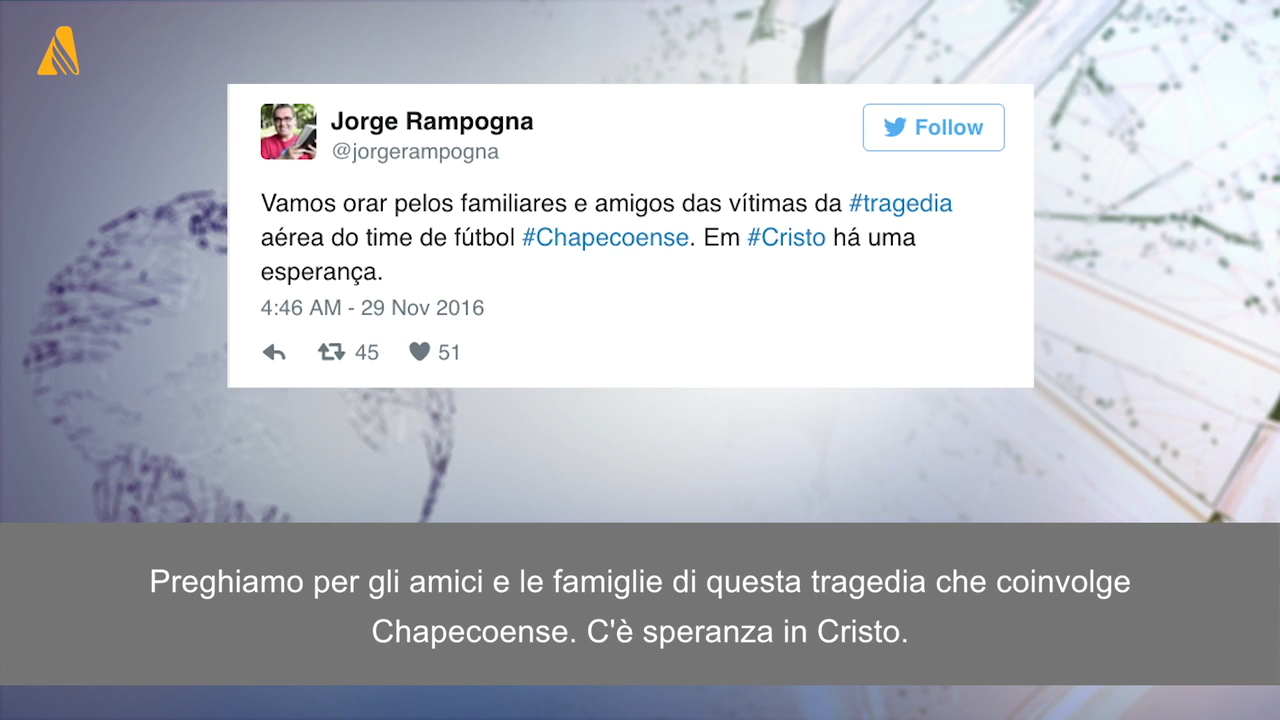 Jorge Rampogna
@jorgerampogna
Follow
Vamos orar pelos familiares e amigos das vítimas da #tragedia
aérea do time de fútbol #Chapecoense. Em #Cristo há uma
esperança.
4:46 AM - 29 Nov 2016
45 51
Preghiamo per gli amici e le famiglie di questa tragedia che coinvolge
Chapecoense. C'è speranza in Cristo.